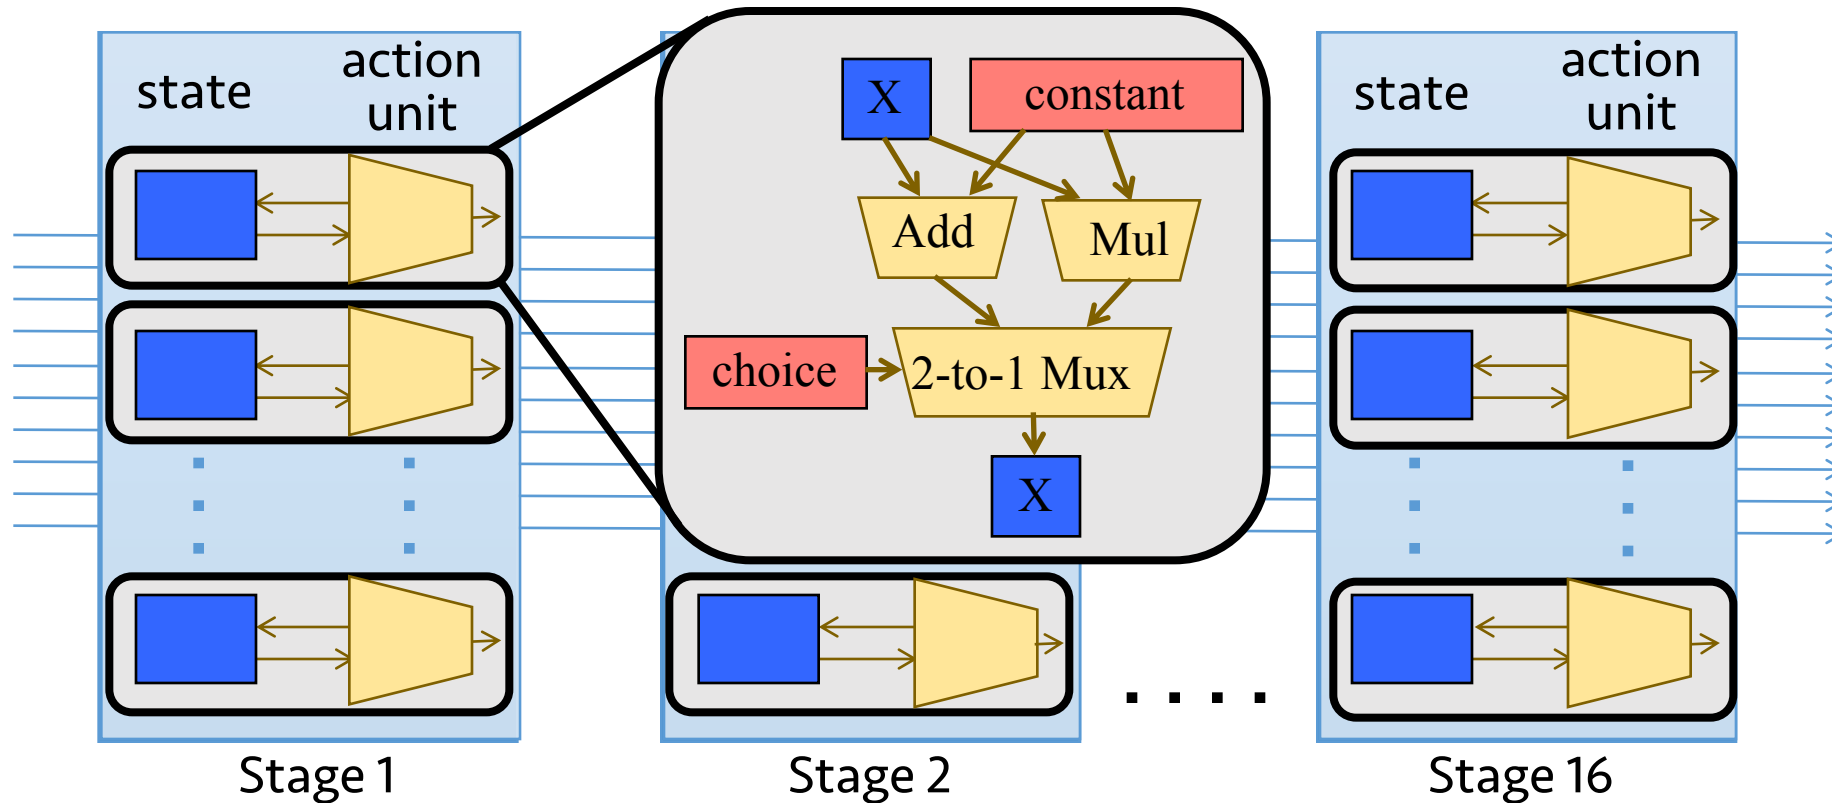 state
action
unit
X
constant
Add
Mul
choice
2-to-1 Mux
X
state
action
unit
Stage 1
Stage 2
Stage 16